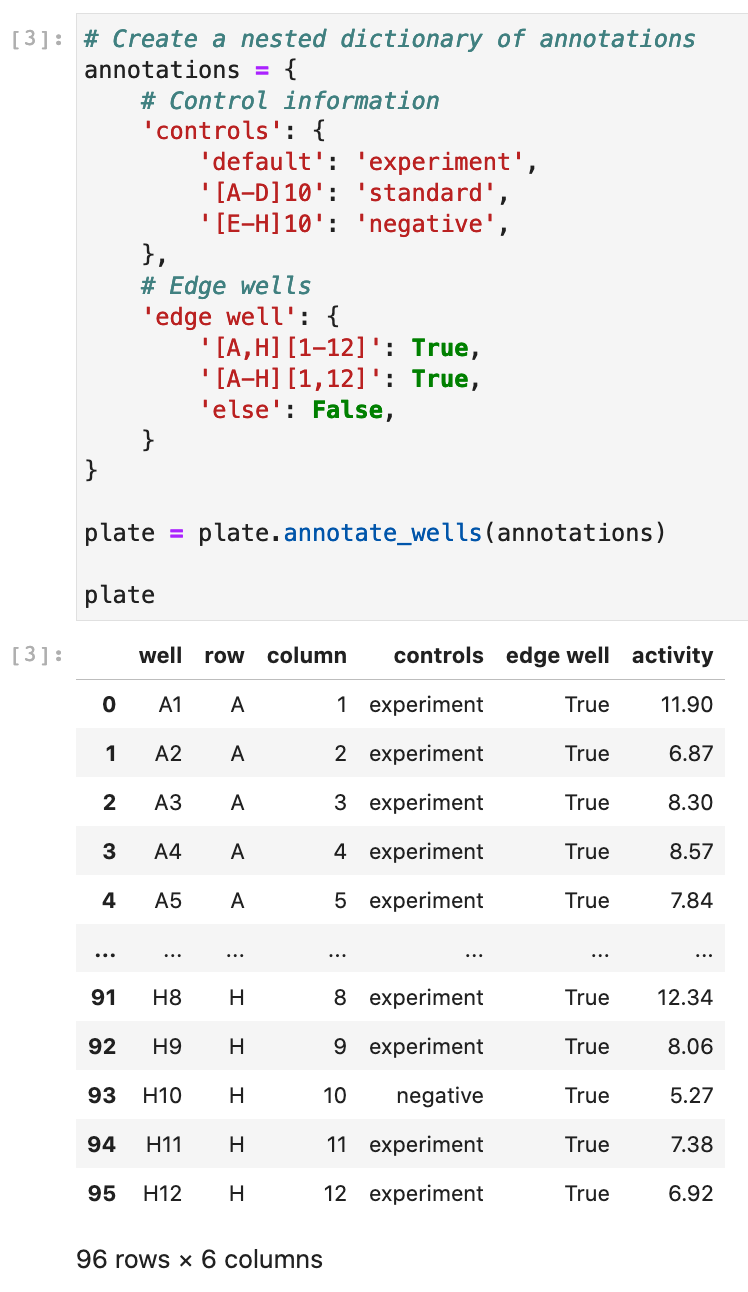 [3]: # Create a nested dictionary of annotations
annotations = {
    # Control information
    'controls': {
        'default': 'experiment',
        '[A-D]10': 'standard',
        '[E-H]10': 'negative',
    },
    # Edge wells
    'edge well': {
        '[A,H][1-12]': True,
        '[A-H][1,12]': True,
        'else': False,
    }
}
plate = plate.annotate_wells(annotations)
plate
[3]: well row column controls edge well activity
0 A1 A 1 experiment True 11.90
1 A2 A 2 experiment True 6.87
2 A3 A 3 experiment True 8.30
3 A4 A 4 experiment True 8.57
4 A5 A 5 experiment True 7.84
... ... ... ... ... ... ...
91 H8 H 8 experiment True 12.34
92 H9 H 9 experiment True 8.06
93 H10 H 10 negative True 5.27
94 H11 H 11 experiment True 7.38
95 H12 H 12 experiment True 6.92
96 rows × 6 columns